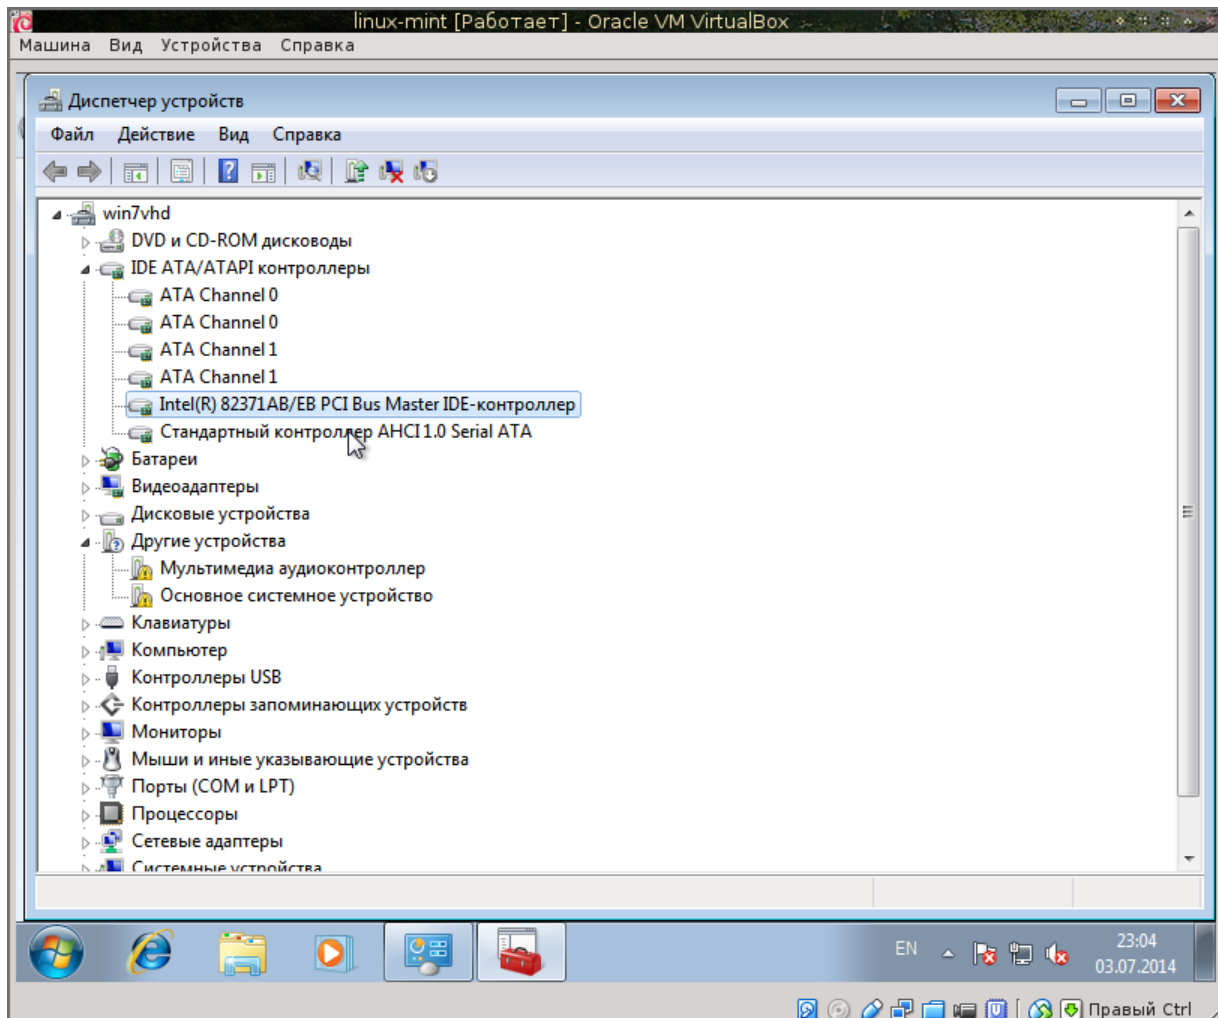 linux-mint [Работает] - Oracle VM VirtualBox
Машина Вид Устройства Справка
Диспетчер устройств
Файл Действие Вид Справка
win7vhd
DVD и CD-ROM дисководы
IDE ATA/ATAPI контроллеры
ATA Channel 0
ATA Channel 0
ATA Channel 1
ATA Channel 1
Intel(R) 82371AB/EB PCI Bus Master IDE-контроллер
Стандартный контроллер AHCI 1.0 Serial ATA
Батареи
Видеоадаптеры
Дисковые устройства
Другие устройства
Мультимедиа аудиоконтроллер
Основное системное устройство
Клавиатуры
Компьютер
Контроллеры USB
Контроллеры запоминающих устройств
Мониторы
Мыши и иные указывающие устройства
Порты (COM и LPT)
Процессоры
Сетевые адаптеры
Системные устройства
EN
23:04
03.07.2014
Правый Ctrl